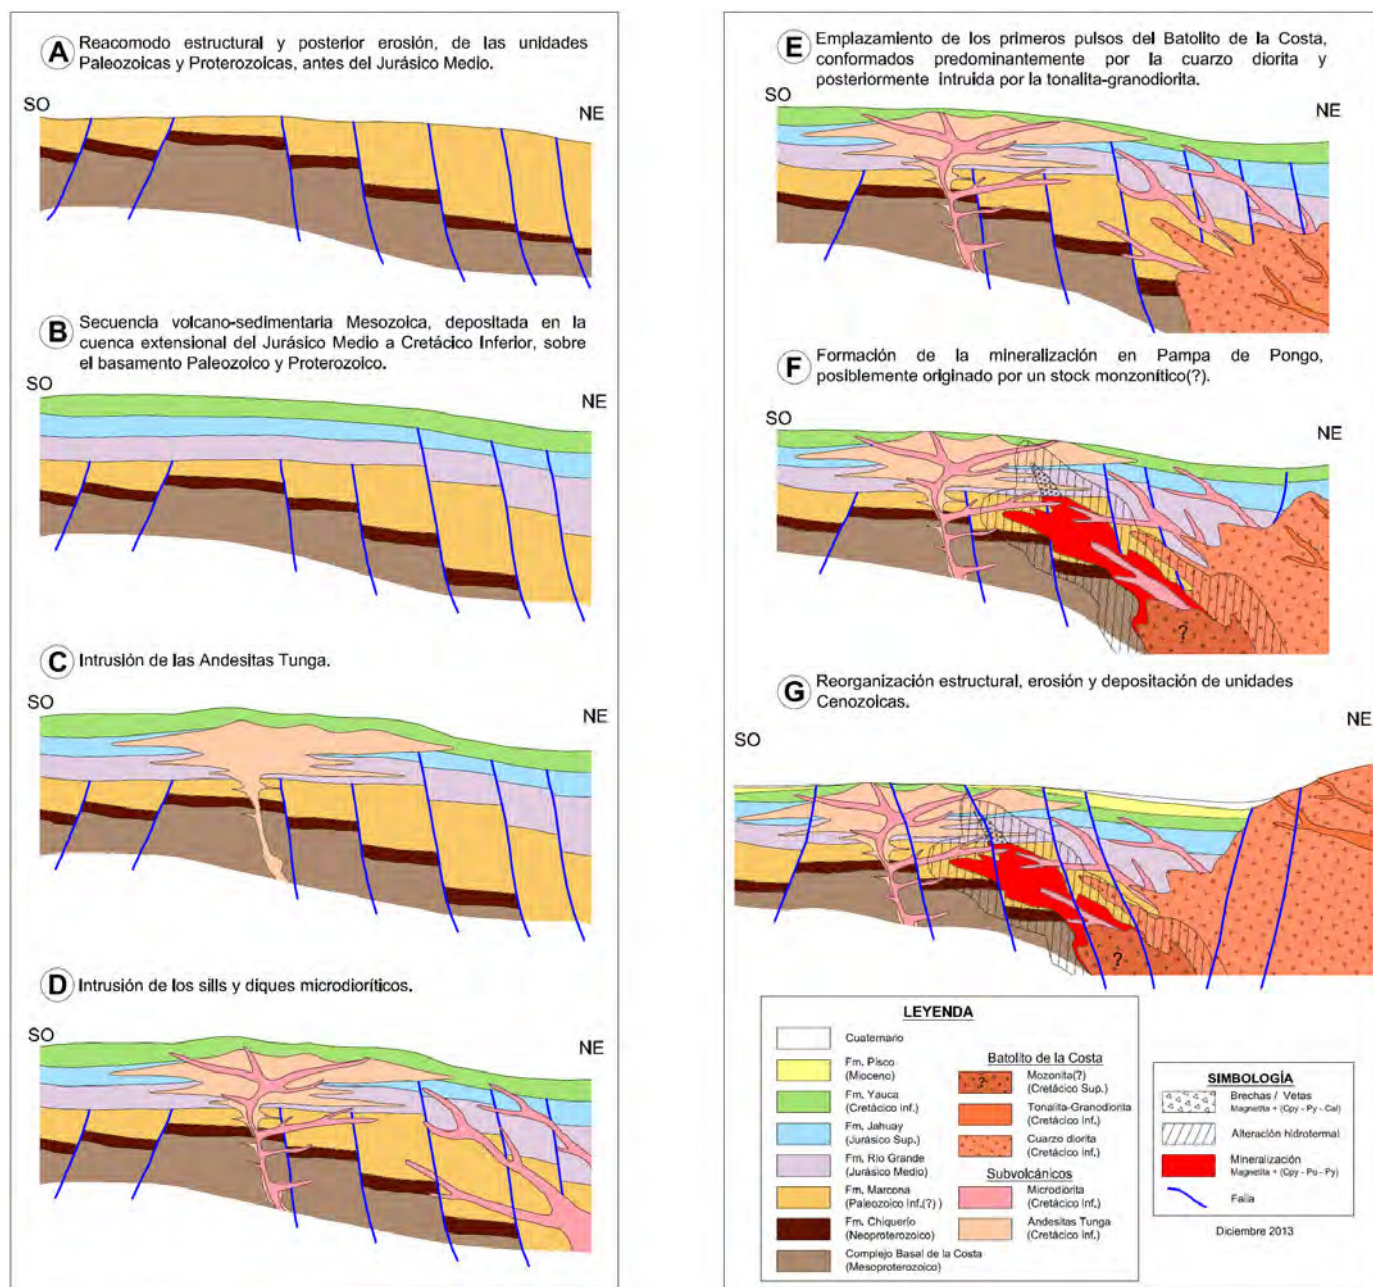 A Reacomodo estructural y posterior erosión, de las unidades
Paleozoicas y Proterozoicas, antes del Jurásico Medio.
SO
NE
B Secuencia volcano-sedimentaria Mesozoica, depositada en la
cuenca extensional del Jurásico Medio a Cretácico Inferior, sobre
el basamento Paleozoico y Proterozoico.
SO
NE
C Intrusión de las Andesitas Tunga.
SO
NE
D Intrusión de los sills y diques microdioríticos.
SO
NE
E Emplazamiento de los primeros pulsos del Batolito de la Costa,
conformados predominantemente por la cuarzo diorita y
posteriormente intruida por la tonalita-granodiorita.
SO
NE
F Formación de la mineralización en Pampa de Pongo,
posiblemente originado por un stock monzonítico(?).
SO
NE
?
G Reorganización estructural, erosión y depositación de unidades
Cenozoicas.
SO
NE
?
LEYENDA
Cuaternario
Fm. Pisco
(Mioceno)
Fm. Yauca
(Cretácico Inf.)
Fm. Jahuay
(Jurásico Sup.)
Fm. Río Grande
(Jurásico Medio)
Fm. Marcona
(Paleozoico Inf.(?) )
Fm. Chiquerío
(Neoproterozoico)
Complejo Basal de la Costa
(Mesoproterozoico)
Batolito de la Costa
?
Mozonita(?)
(Cretácico Sup.)
Tonalita-Granodiorita
(Cretácico Inf.)
Cuarzo diorita
(Cretácico Inf.)
Subvolcánicos
Microdiorita
(Cretácico Inf.)
Andesitas Tunga
(Cretácico Inf.)
SIMBOLOGÍA
Brechas / Vetas
Magnetita + (Cpy - Py - Cal)
Alteración hidrotermal
Mineralización
Magnetita + (Cpy - Po - Py)
Falla
Diciembre 2013